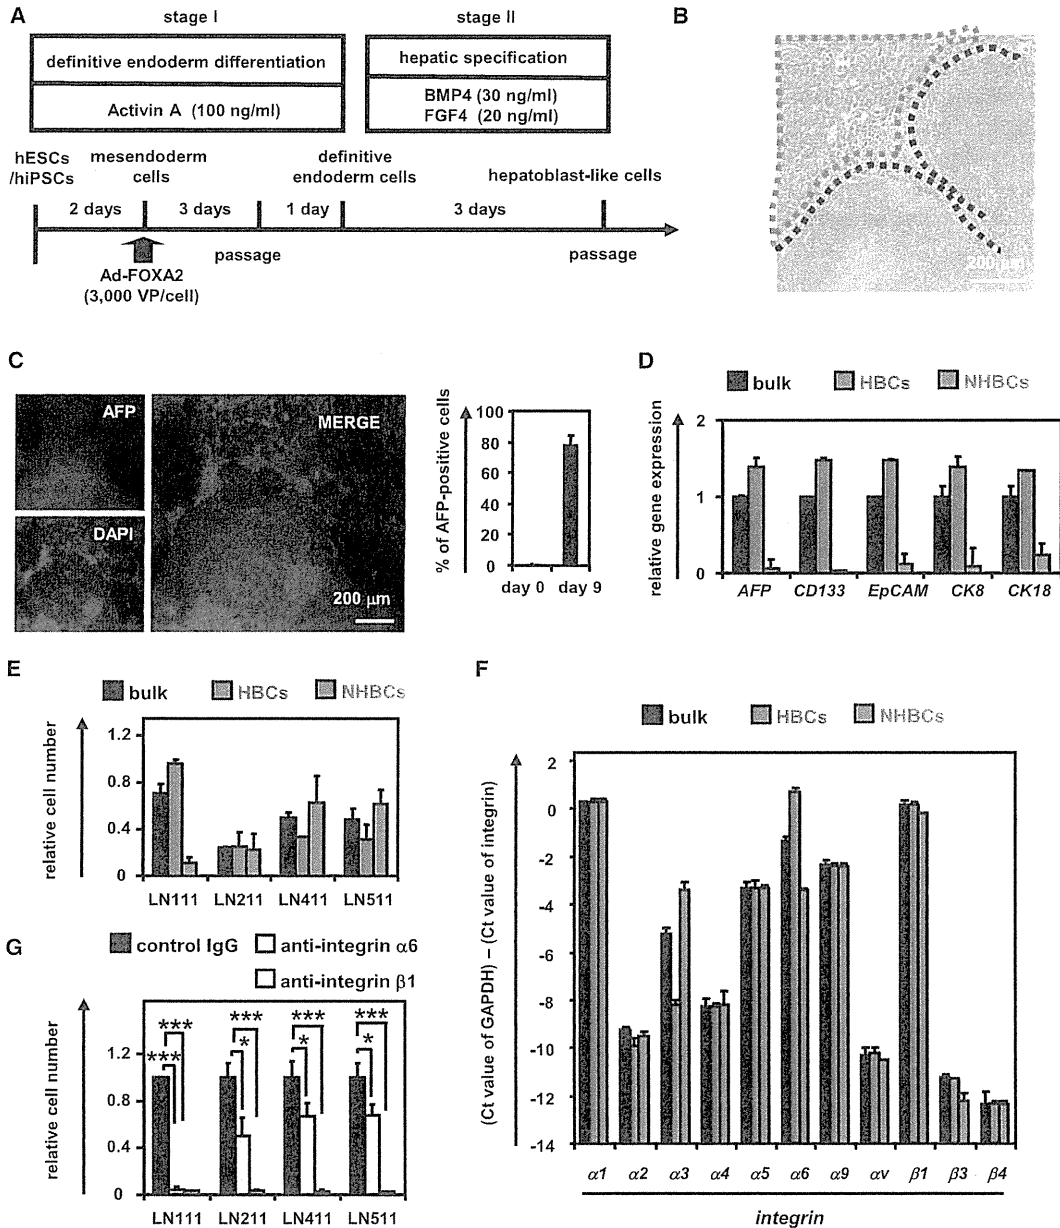 A
stage I
stage II
definitive endoderm differentiation
Activin A (100 ng/ml)
hepatic specification
BMP4 (30 ng/ml)
FGF4 (20 ng/ml)
hESCs
/hiPSCs
mesendoderm
cells
definitive
endoderm cells
hepatoblast-like cells
2 days
3 days
1 day
3 days
passage
passage
Ad-FOXA2
(3,000 VP/cell)
B
200 µm
C
AFP
DAPI
MERGE
200 µm
% of AFP-positive cells
100
80
60
40
20
0
day 0
day 9
D
bulk
HBCs
NHBCs
relative gene expression
2
1
0
AFP
CD133
EpCAM
CK8
CK18
E
bulk
HBCs
NHBCs
relative cell number
1.2
0.8
0.4
0
LN111
LN211
LN411
LN511
F
bulk
HBCs
NHBCs
(Ct value of GAPDH) – (Ct value of integrin)
2
0
-2
-4
-6
-8
-10
-12
-14
α1
α2
α3
α4
α5
α6
α9
αv
β1
β3
β4
integrin
G
control IgG
anti-integrin α6
anti-integrin β1
relative cell number
1.2
0.8
0.4
0
***
***
***
*
***
*
***
*
LN111
LN211
LN411
LN511